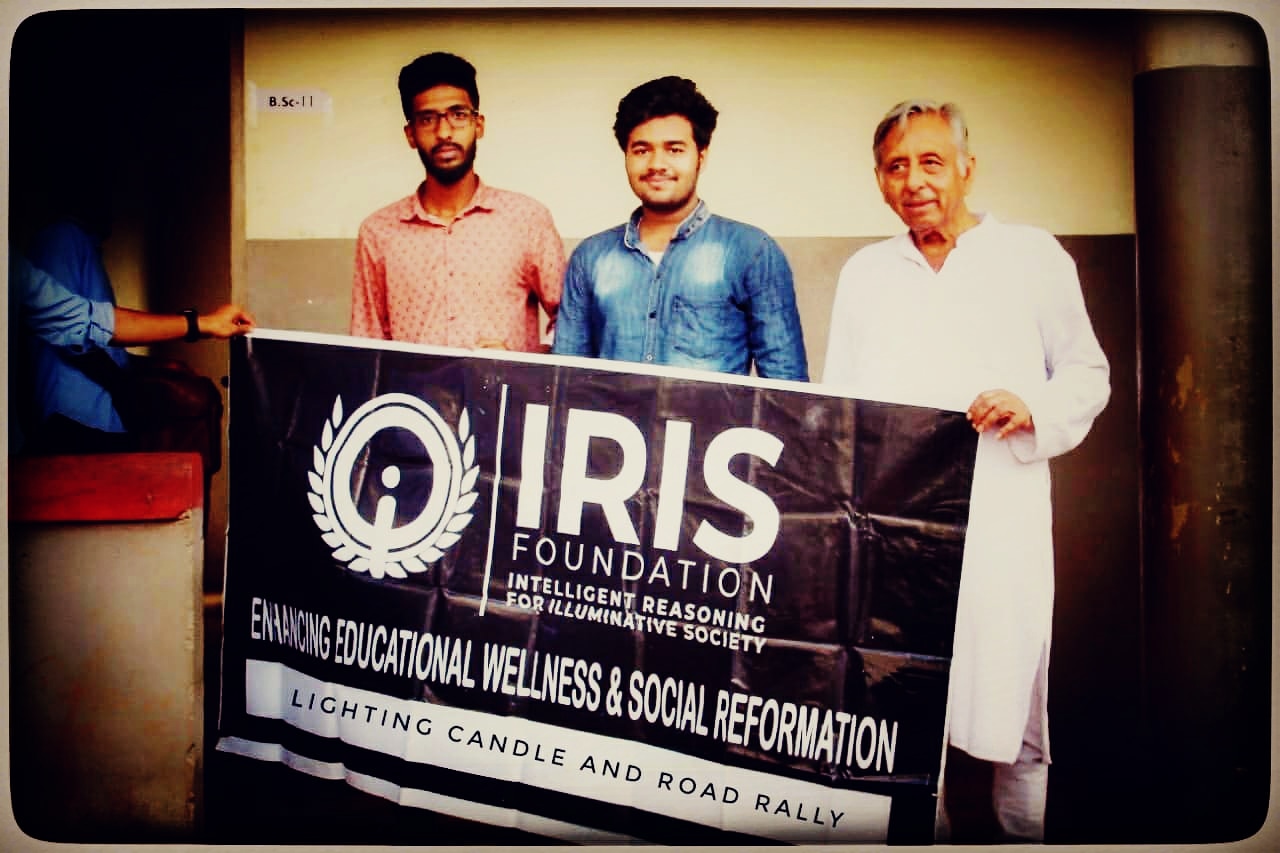 B.Sc-II
i
IRIS
FOUNDATION
INTELLIGENT REASONING
FOR ILLUMINATIVE SOCIETY
ENHANCING EDUCATIONAL WELLNESS & SOCIAL REFORMATION
LIGHTING CANDLE AND ROAD RALLY